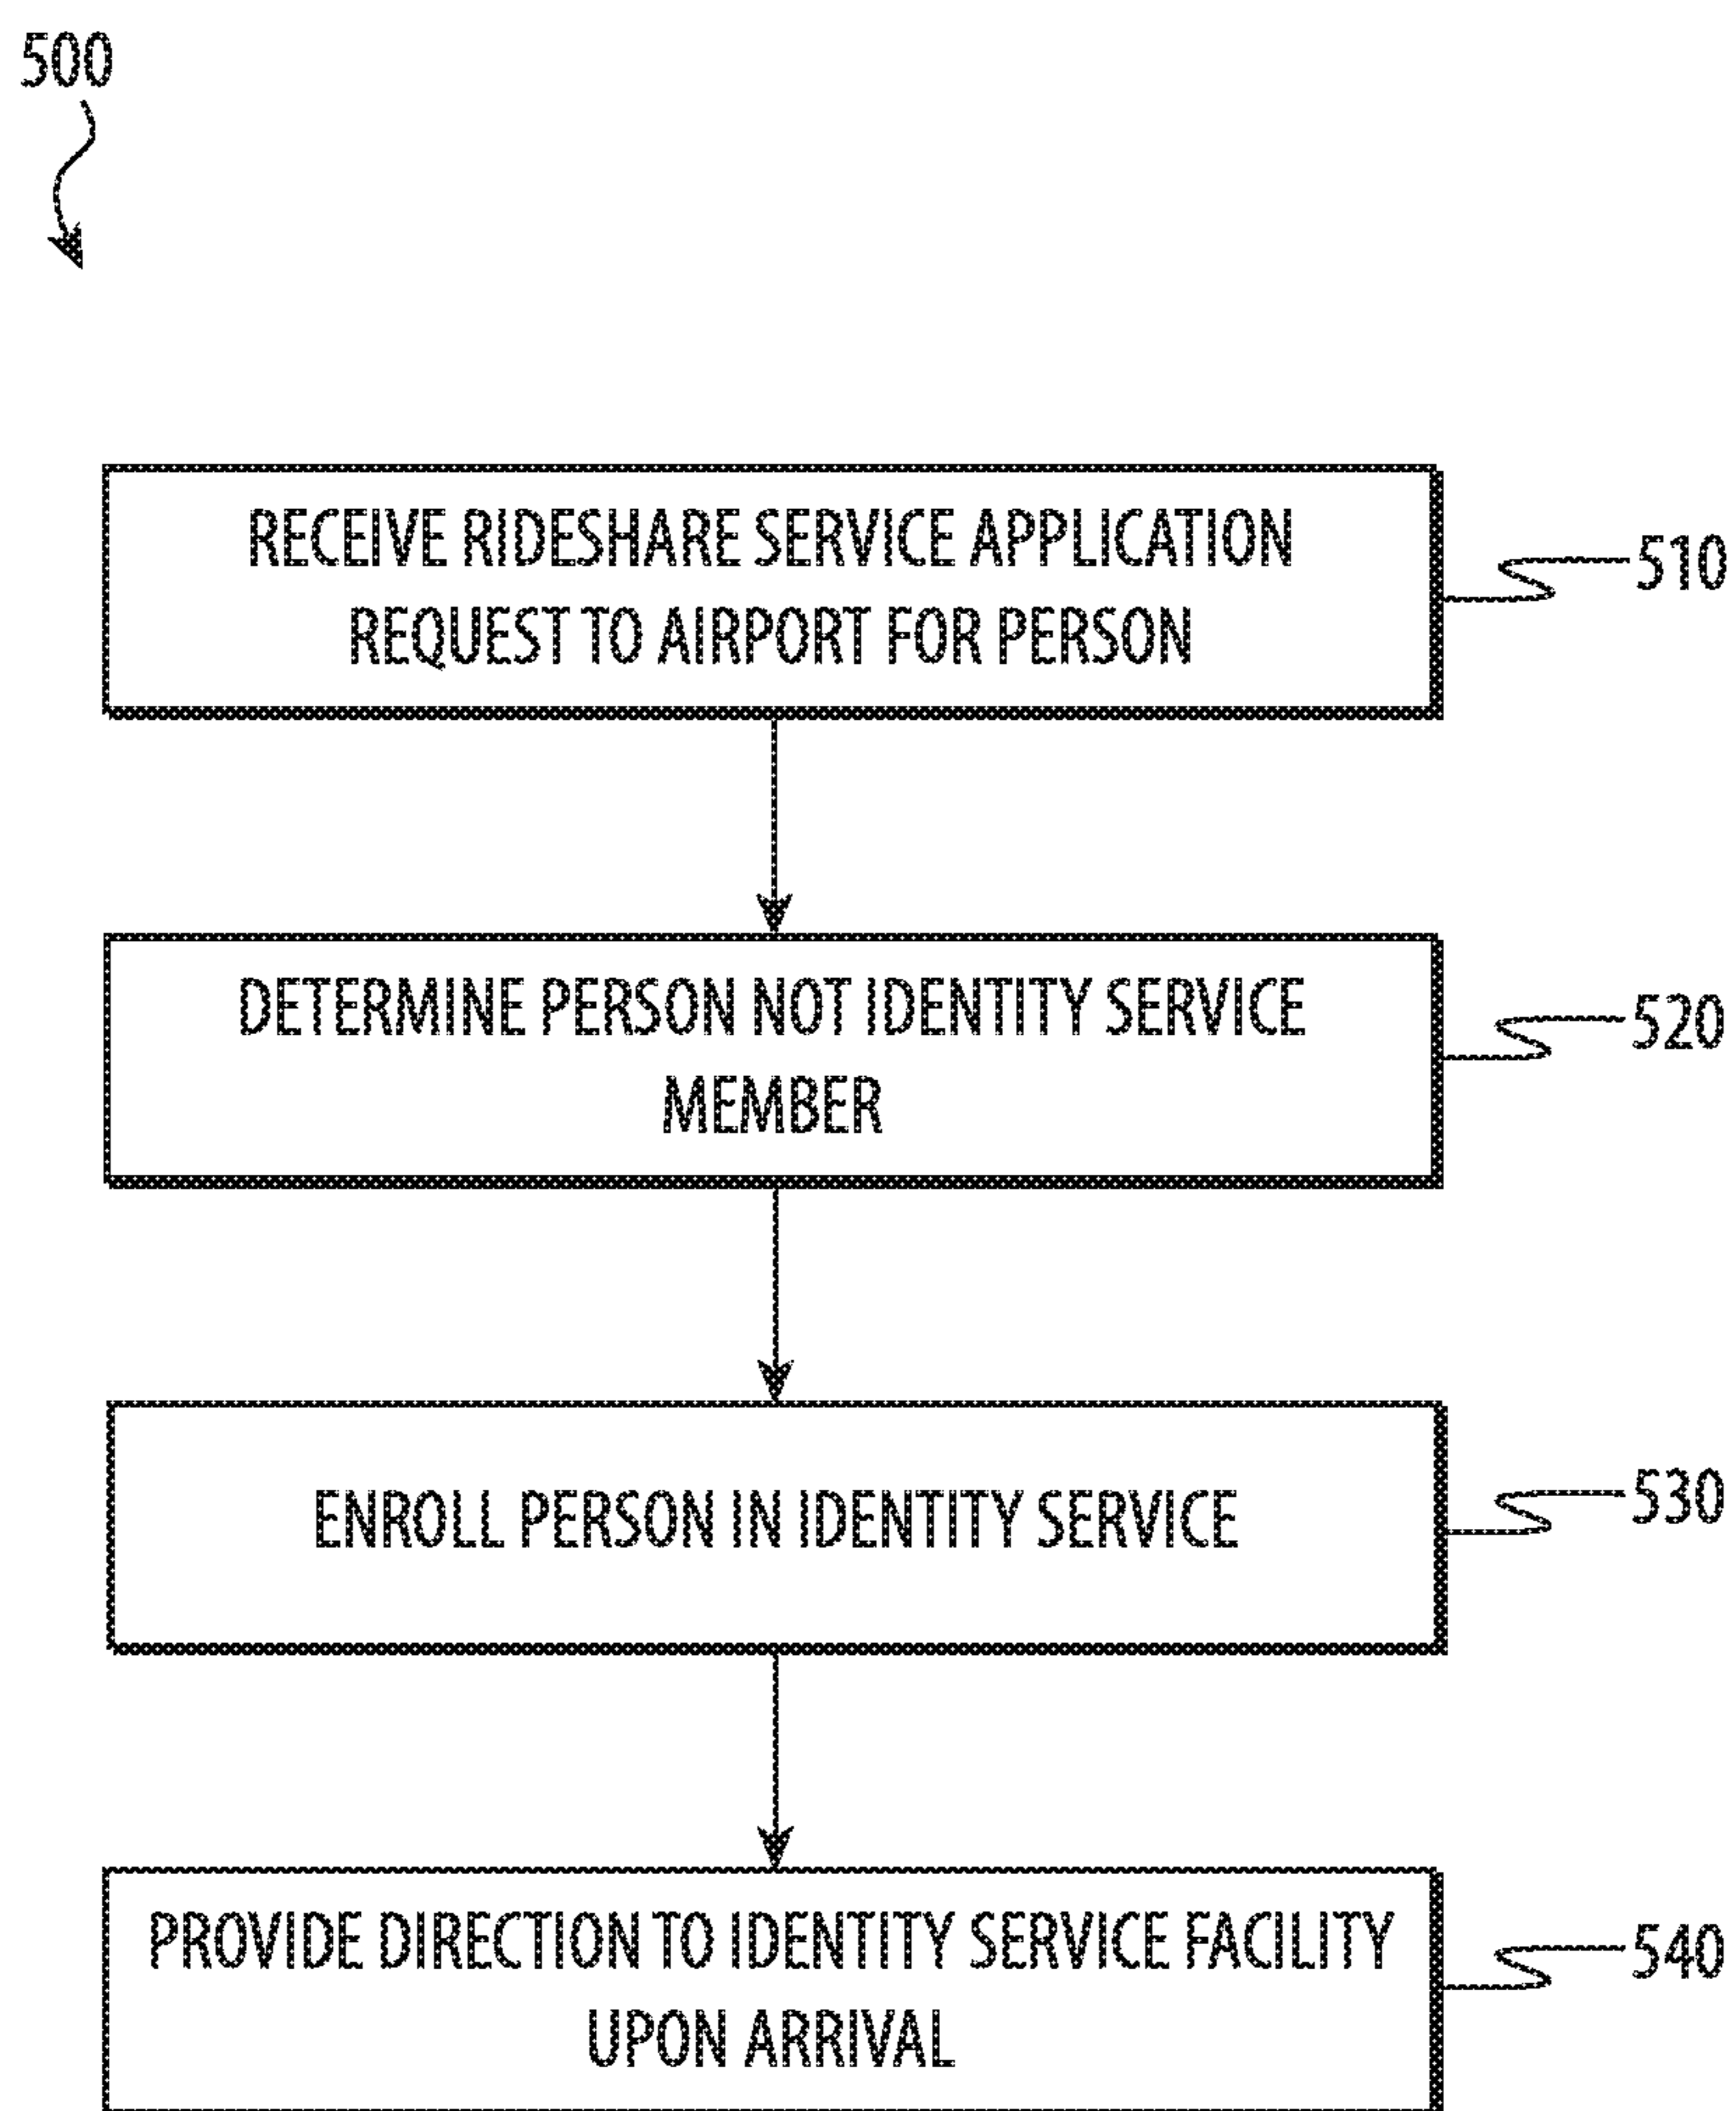 500
RECEIVE RIDESHARE SERVICE APPLICATION
REQUEST TO AIRPORT FOR PERSON
510
DETERMINE PERSON NOT IDENTITY SERVICE
MEMBER
520
ENROLL PERSON IN IDENTITY SERVICE
530
PROVIDE DIRECTION TO IDENTITY SERVICE FACILITY
UPON ARRIVAL
540